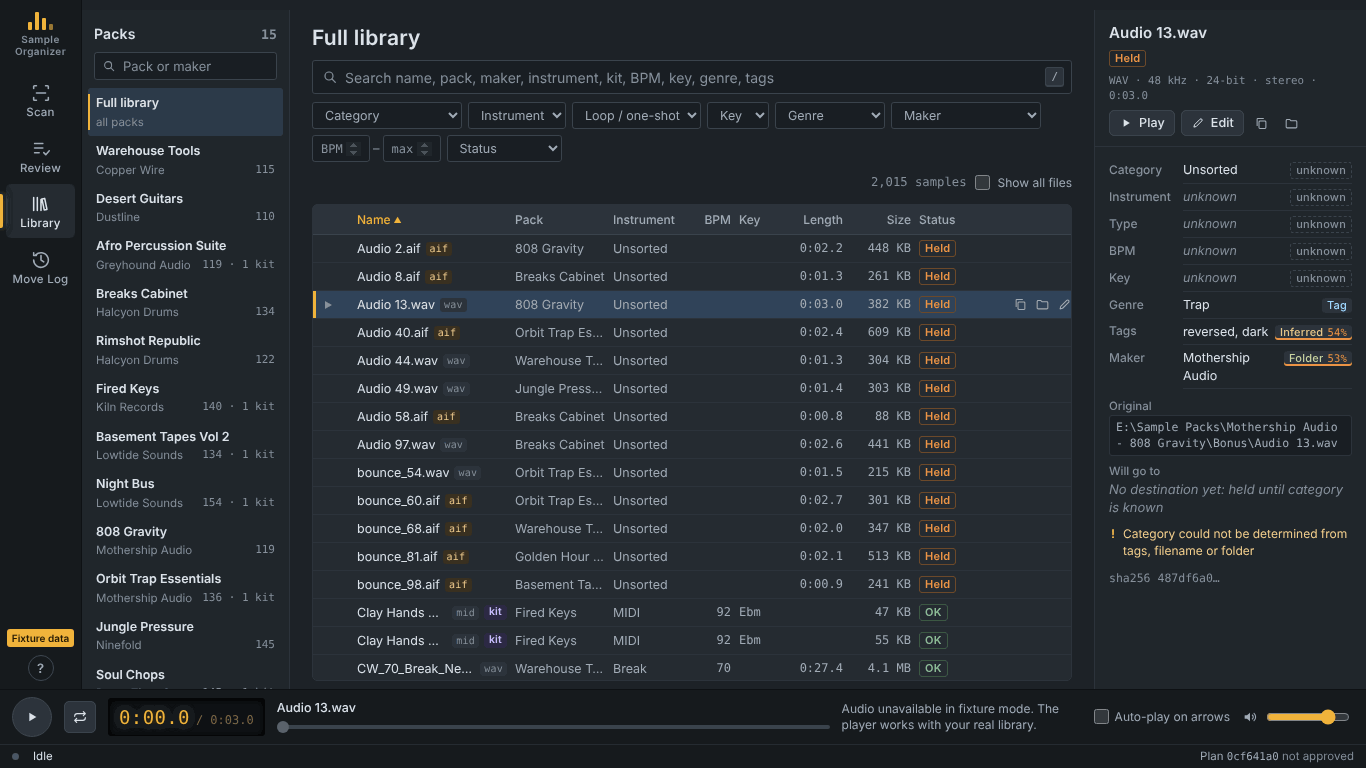 Sample
Organizer
Scan
Review
Library
Move Log
Fixture data
?
Packs 15
Pack or maker
Full library
all packs
Warehouse Tools
Copper Wire 115
Desert Guitars
Dustline 110
Afro Percussion Suite
Greyhound Audio 119 · 1 kit
Breaks Cabinet
Halcyon Drums 134
Rimshot Republic
Halcyon Drums 122
Fired Keys
Kiln Records 140 · 1 kit
Basement Tapes Vol 2
Lowtide Sounds 134 · 1 kit
Night Bus
Lowtide Sounds 154 · 1 kit
808 Gravity
Mothership Audio 119
Orbit Trap Essentials
Mothership Audio 136 · 1 kit
Jungle Pressure
Ninefold 145
Soul Chops
Full library
Search name, pack, maker, instrument, kit, BPM, key, genre, tags /
Category Instrument Loop / one-shot Key Genre Maker
BPM – max Status
2,015 samples Show all files
Name Pack Instrument BPM Key Length Size Status
Audio 2.aif aif 808 Gravity Unsorted 0:02.2 448 KB Held
Audio 8.aif aif Breaks Cabinet Unsorted 0:01.3 261 KB Held
Audio 13.wav wav 808 Gravity Unsorted 0:03.0 382 KB Held
Audio 40.aif aif Orbit Trap Es... Unsorted 0:02.4 609 KB Held
Audio 44.wav wav Warehouse T... Unsorted 0:01.3 304 KB Held
Audio 49.wav wav Jungle Press... Unsorted 0:01.4 303 KB Held
Audio 58.aif aif Breaks Cabinet Unsorted 0:00.8 88 KB Held
Audio 97.wav wav Breaks Cabinet Unsorted 0:02.6 441 KB Held
bounce_54.wav wav Orbit Trap Es... Unsorted 0:01.5 215 KB Held
bounce_60.aif aif Orbit Trap Es... Unsorted 0:02.7 301 KB Held
bounce_68.aif aif Warehouse T... Unsorted 0:02.0 347 KB Held
bounce_81.aif aif Golden Hour ... Unsorted 0:02.1 513 KB Held
bounce_98.aif aif Basement Ta... Unsorted 0:00.9 241 KB Held
Clay Hands ... mid kit Fired Keys MIDI 92 Ebm 47 KB OK
Clay Hands ... mid kit Fired Keys MIDI 92 Ebm 55 KB OK
CW_70_Break_Ne... wav Warehouse T... Break 70 0:27.4 4.1 MB OK
Audio 13.wav
Held
WAV · 48 kHz · 24-bit · stereo ·
0:03.0
Play Edit
Category Unsorted unknown
Instrument unknown unknown
Type unknown unknown
BPM unknown unknown
Key unknown unknown
Genre Trap Tag
Tags reversed, dark Inferred 54%
Maker Mothership Folder 53%
Audio
Original
E:\Sample Packs\Mothership Audio
- 808 Gravity\Bonus\Audio 13.wav
Will go to
No destination yet: held until category
is known
! Category could not be determined from
tags, filename or folder
sha256 487df6a0…
0:00.0 / 0:03.0
Audio 13.wav
Audio unavailable in fixture mode. The
player works with your real library.
Auto-play on arrows
Idle
Plan 0cf641a0 not approved